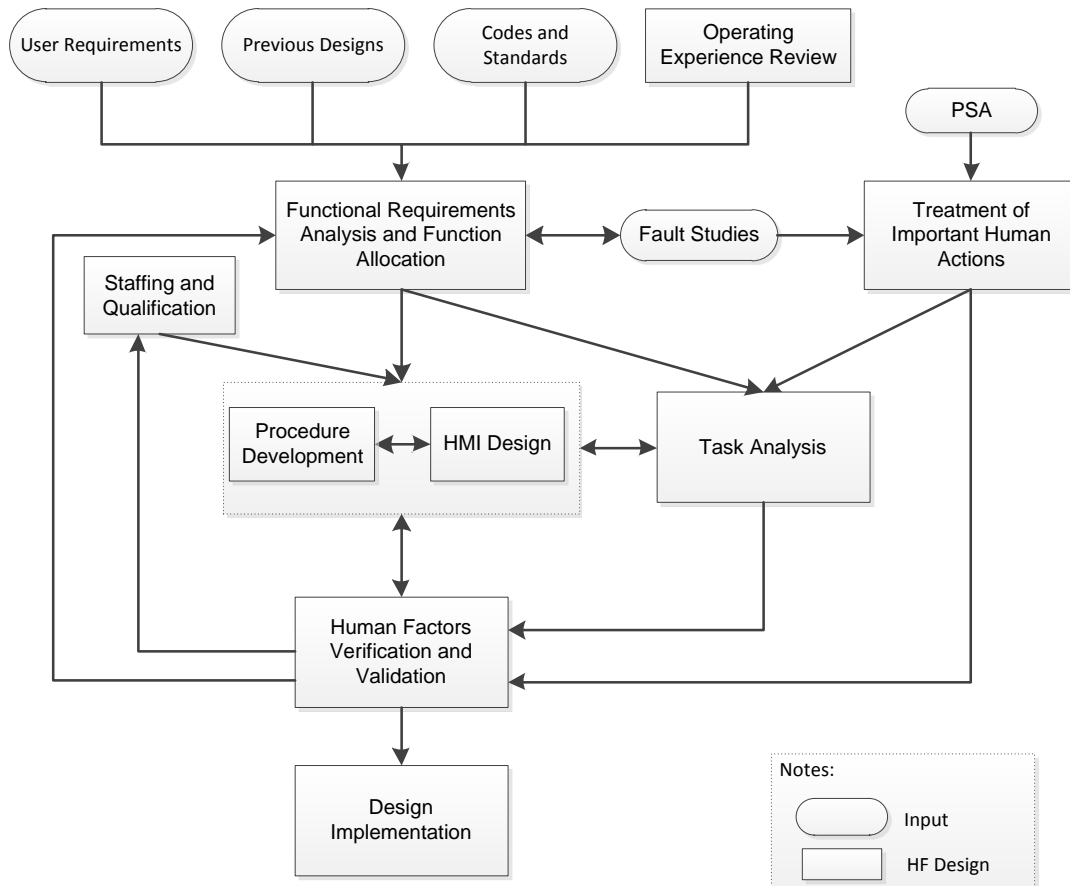 User Requirements
Previous Designs
Codes and
Standards
Operating
Experience Review
PSA
Functional Requirements
Analysis and Function
Allocation
Fault Studies
Treatment of
Important Human
Actions
Staffing and
Qualification
Procedure
Development
HMI Design
Task Analysis
Human Factors
Verification and
Validation
Design
Implementation
Notes:
Input
HF Design